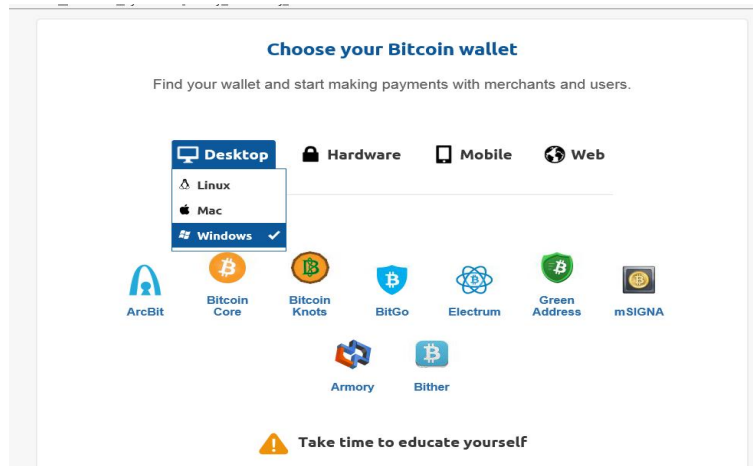 Choose your Bitcoin wallet
Find your wallet and start making payments with merchants and users.
Desktop Hardware Mobile Web
Linux
Mac
Windows
ArcBit Bitcoin Core Bitcoin Knots BitGo Electrum Green Address mSIGNA
Armory Bither
Take time to educate yourself